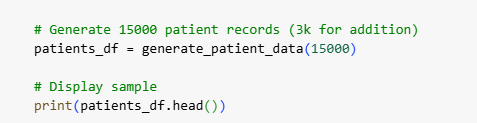 # Generate 15000 patient records (3k for addition)
patients_df = generate_patient_data(15000)
# Display sample
print(patients_df.head())